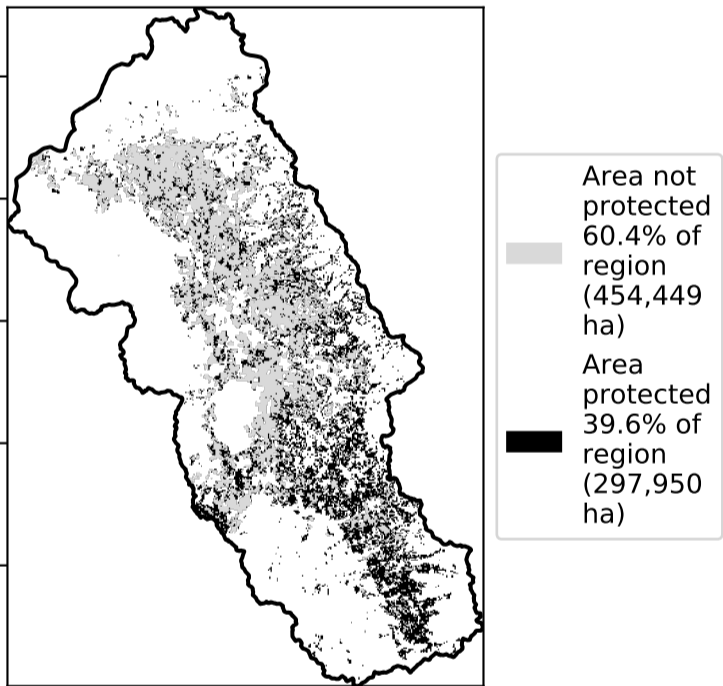 Area not
protected
60.4% of
region
(454,449
ha)
Area
protected
39.6% of
region
(297,950
ha)